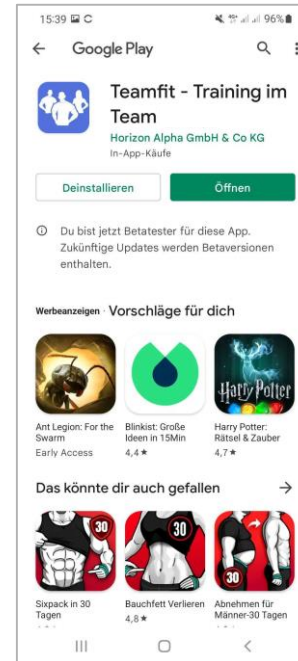 15:39
96%
Google Play
Teamfit - Training im
Team
Horizon Alpha GmbH & Co KG
In-App-Käufe
Deinstallieren
Öffnen
Du bist jetzt Betatester für diese App.
Zukünftige Updates werden Betaversionen
enthalten.
Werbeanzeigen · Vorschläge für dich
Harry Potter
Ant Legion: For the
Swarm
Early Access
Blinkist: Große
Ideen in 15Min
4,4★
Harry Potter:
Rätsel & Zauber
4,7★
Das könnte dir auch gefallen
30
30
30
Sixpack in 30
Tagen
Bauchfett Verlieren
4,8★
Abnehmen für
Männer-30 Tagen